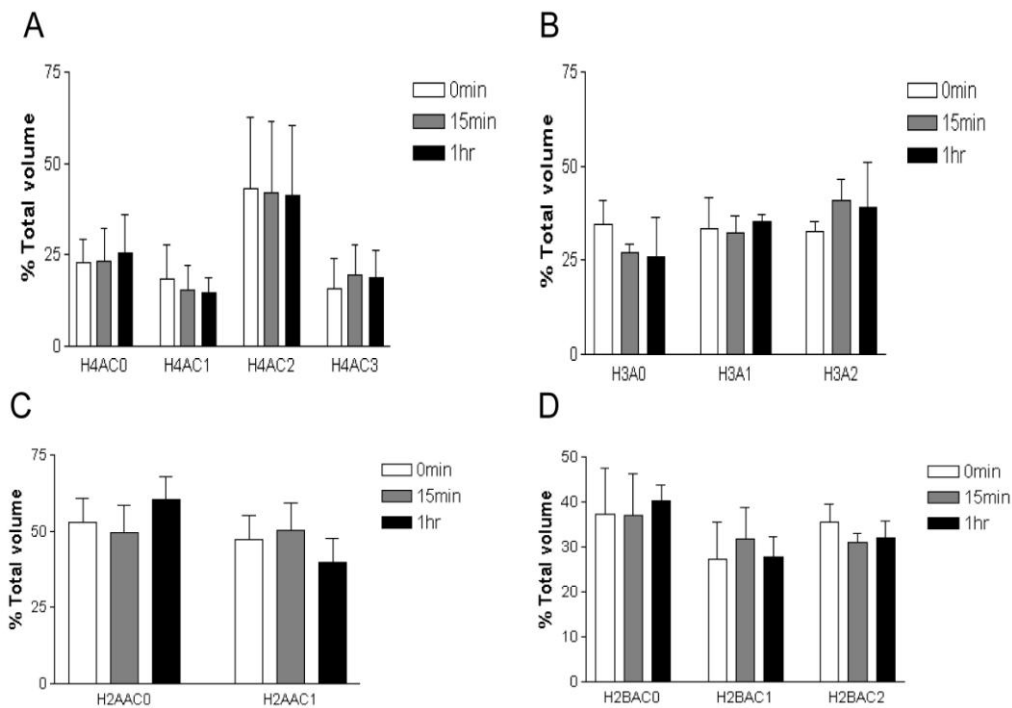 A
% Total volume
75
50
25
0
H4AC0 H4AC1 H4AC2 H4AC3
0min
15min
1hr
B
% Total volume
75
50
25
0
H3A0 H3A1 H3A2
0min
15min
1hr
C
% Total volume
75
50
25
0
H2AAC0 H2AAC1
0min
15min
1hr
D
% Total volume
50
40
30
20
10
0
H2BAC0 H2BAC1 H2BAC2
0min
15min
1hr